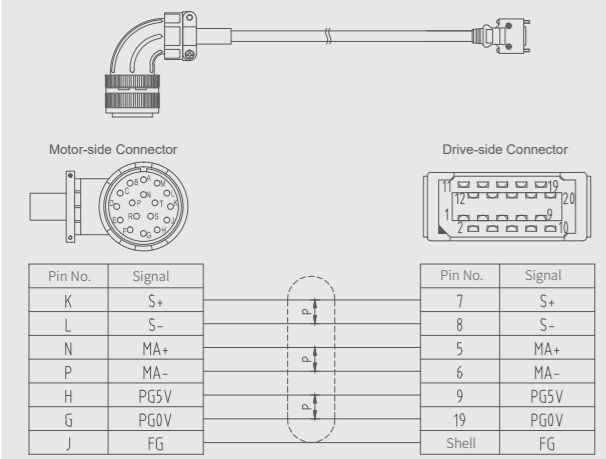 Motor-side Connector Drive-side Connector
A
B M
C N L
D P T K
E R S J
F G H
11 19
12 20
1 9
2 10
Pin No. Signal Pin No. Signal
K S+ P 7 S+
L S- 8 S-
N MA+ P 5 MA+
P MA- 6 MA-
H PG5V P 9 PG5V
G PG0V 19 PG0V
J FG Shell FG